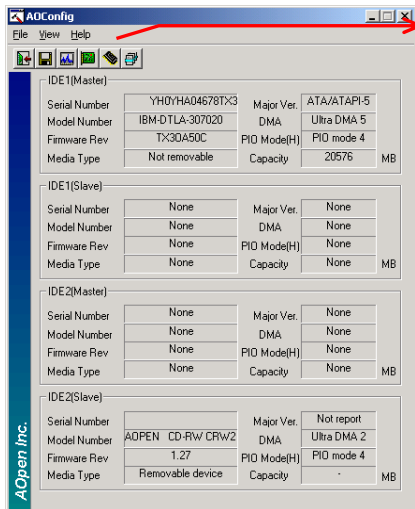 AOConfig
File View Help
IDE1(Master)
Serial Number YH0YHA04678TX3 Major Ver. ATA/ATAPI-5
Model Number IBM-DTLA-307020 DMA Ultra DMA 5
Firmware Rev TX3OA50C PIO Mode(H) PIO mode 4
Media Type Not removable Capacity 20576 MB
IDE1(Slave)
Serial Number None Major Ver. None
Model Number None DMA None
Firmware Rev None PIO Mode(H) None
Media Type None Capacity None MB
IDE2(Master)
Serial Number None Major Ver. None
Model Number None DMA None
Firmware Rev None PIO Mode(H) None
Media Type None Capacity None MB
IDE2(Slave)
Serial Number Major Ver. Not report
Model Number AOPEN CD-RW CRW2 DMA Ultra DMA 2
Firmware Rev 1.27 PIO Mode(H) PIO mode 4
Media Type Removable device Capacity - MB
AOpen Inc.